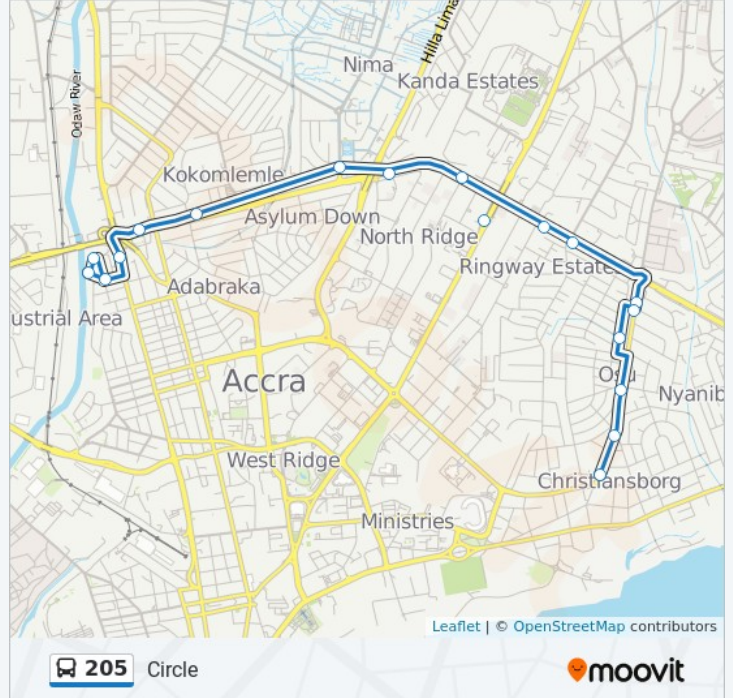 Hilla Lima
Nima
Kanda Estates
Odaw River
Kokomlemle
Asylum Down
North Ridge
Ringway Estate
Adabraka
ustrial Area
Accra
Osu
Nyanib
West Ridge
Christiansborg
Ministries
Leaflet | © OpenStreetMap contributors
205 Circle
moovit